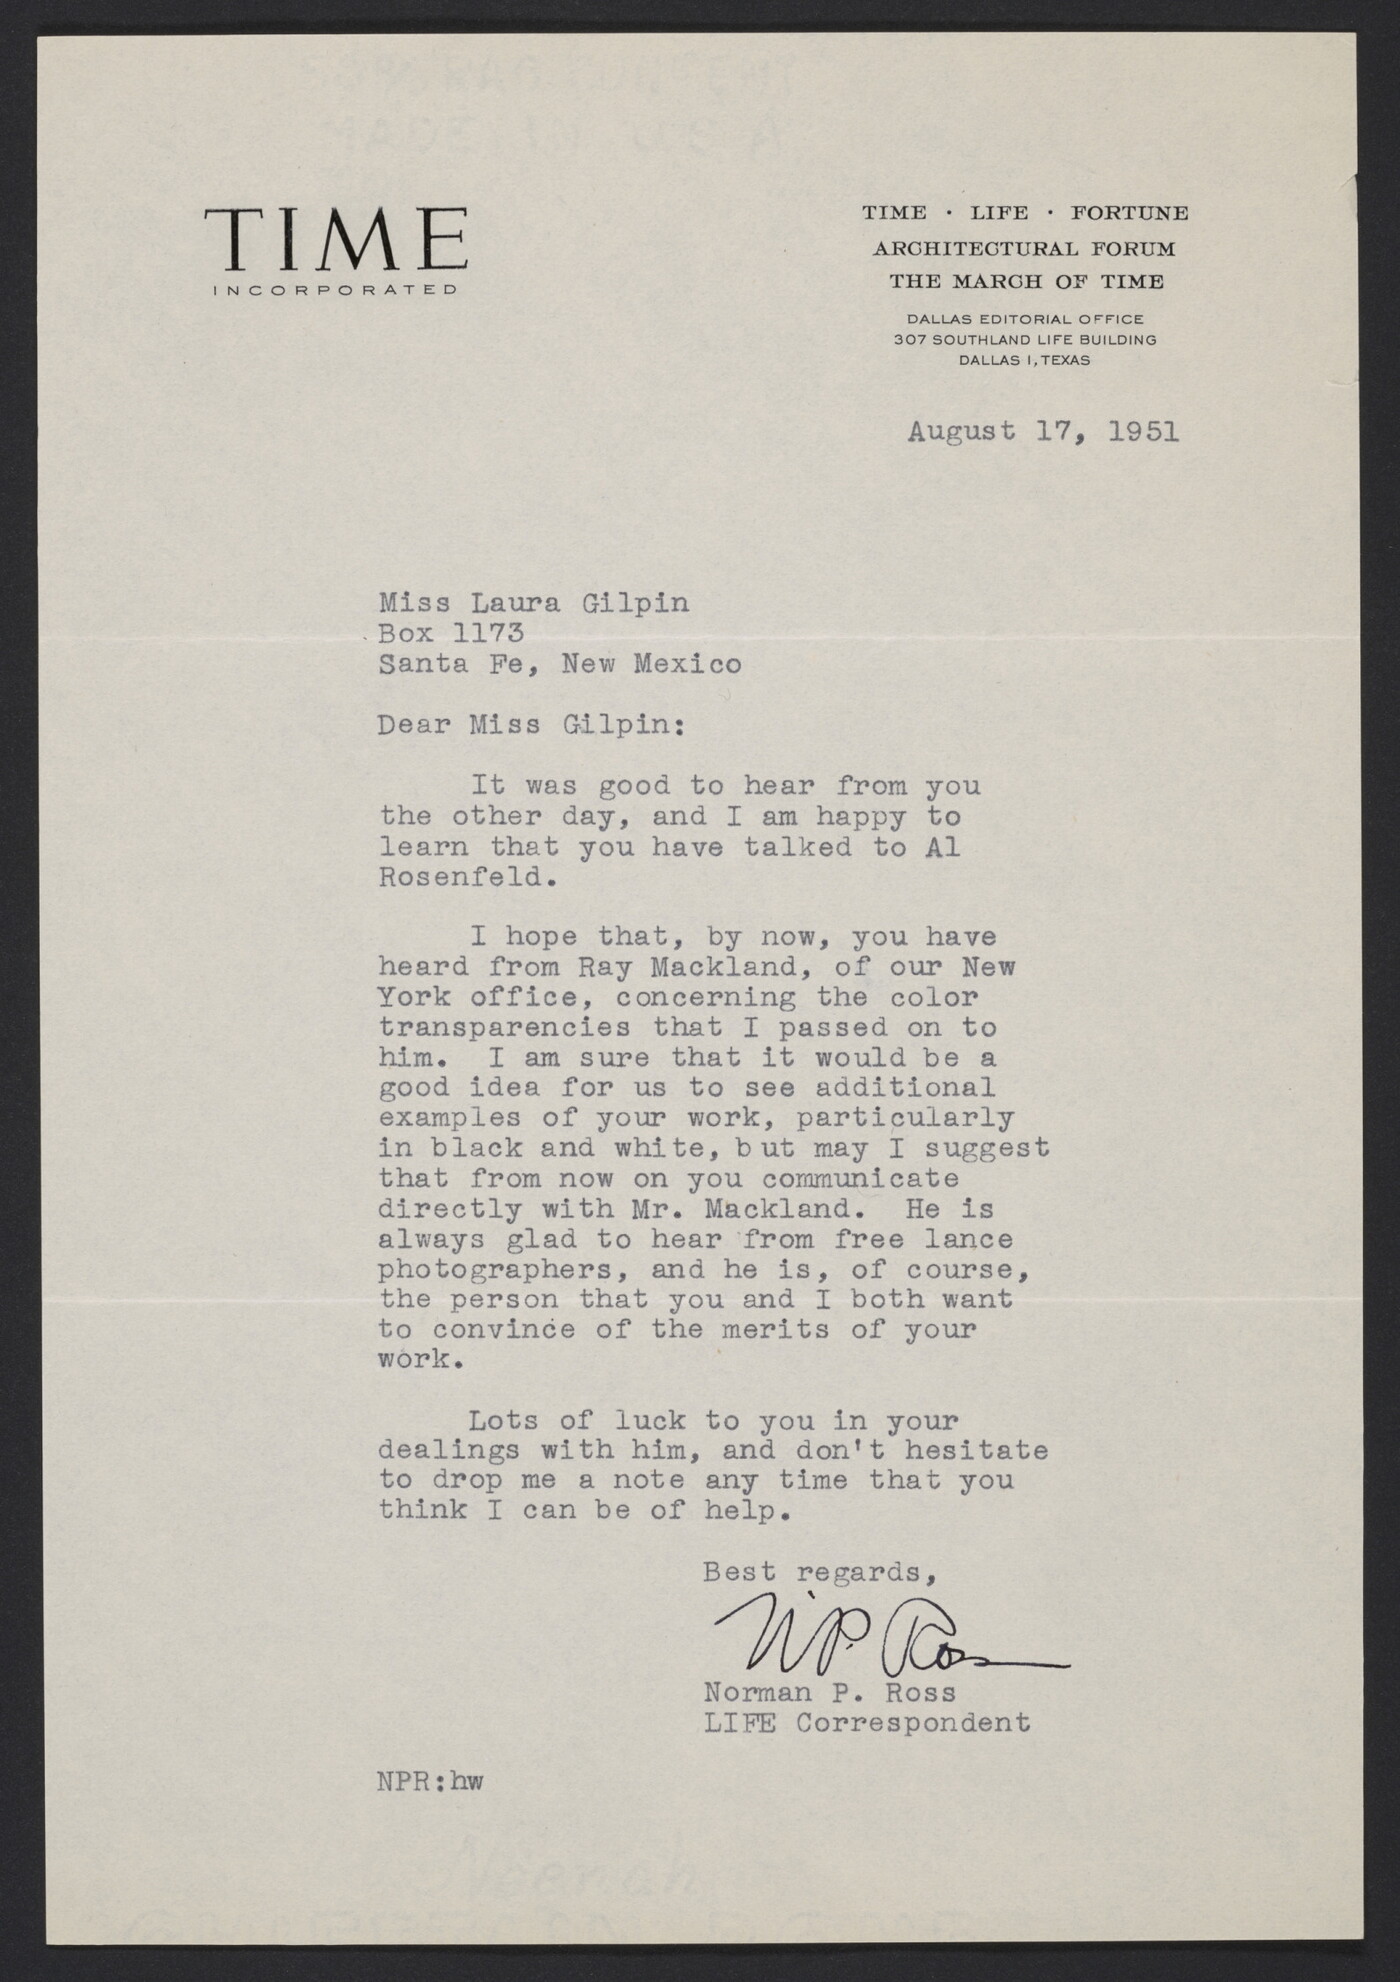 TIME
INCORPORATED
TIME · LIFE · FORTUNE
ARCHITECTURAL FORUM
THE MARCH OF TIME
DALLAS EDITORIAL OFFICE
307 SOUTHLAND LIFE BUILDING
DALLAS 1, TEXAS
August 17, 1951
Miss Laura Gilpin
Box 1173
Santa Fe, New Mexico
Dear Miss Gilpin:
It was good to hear from you
the other day, and I am happy to
learn that you have talked to Al
Rosenfeld.
I hope that, by now, you have
heard from Ray Mackland, of our New
York office, concerning the color
transparencies that I passed on to
him. I am sure that it would be a
good idea for us to see additional
examples of your work, particularly
in black and white, but may I suggest
that from now on you communicate
directly with Mr. Mackland. He is
always glad to hear from free lance
photographers, and he is, of course,
the person that you and I both want
to convince of the merits of your
work.
Lots of luck to you in your
dealings with him, and don't hesitate
to drop me a note any time that you
think I can be of help.
Best regards,
N.P. Ross
Norman P. Ross
LIFE Correspondent
NPR:hw